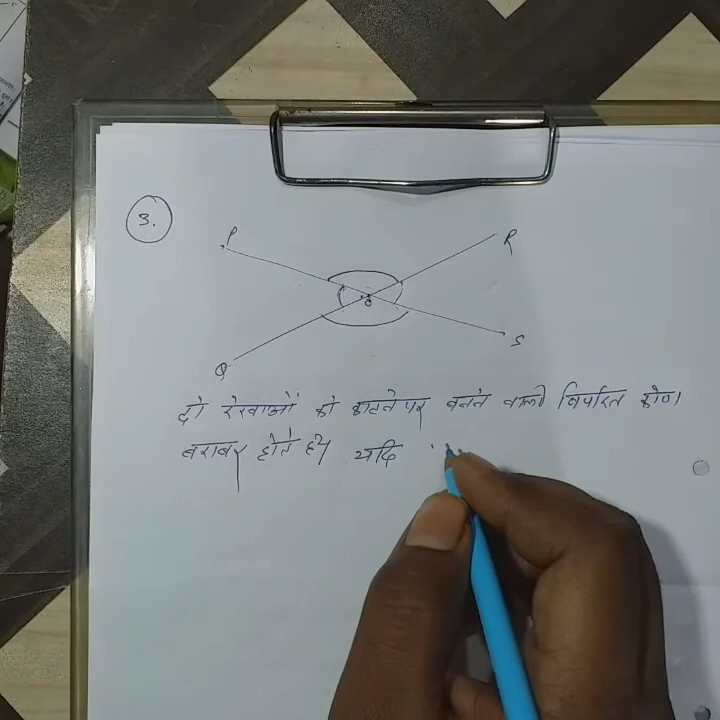 3.
P
R
O
Q
S
दो रेखाओं को काटने पर बनने वाली विपरित कोण
बराबर होते है। यदि